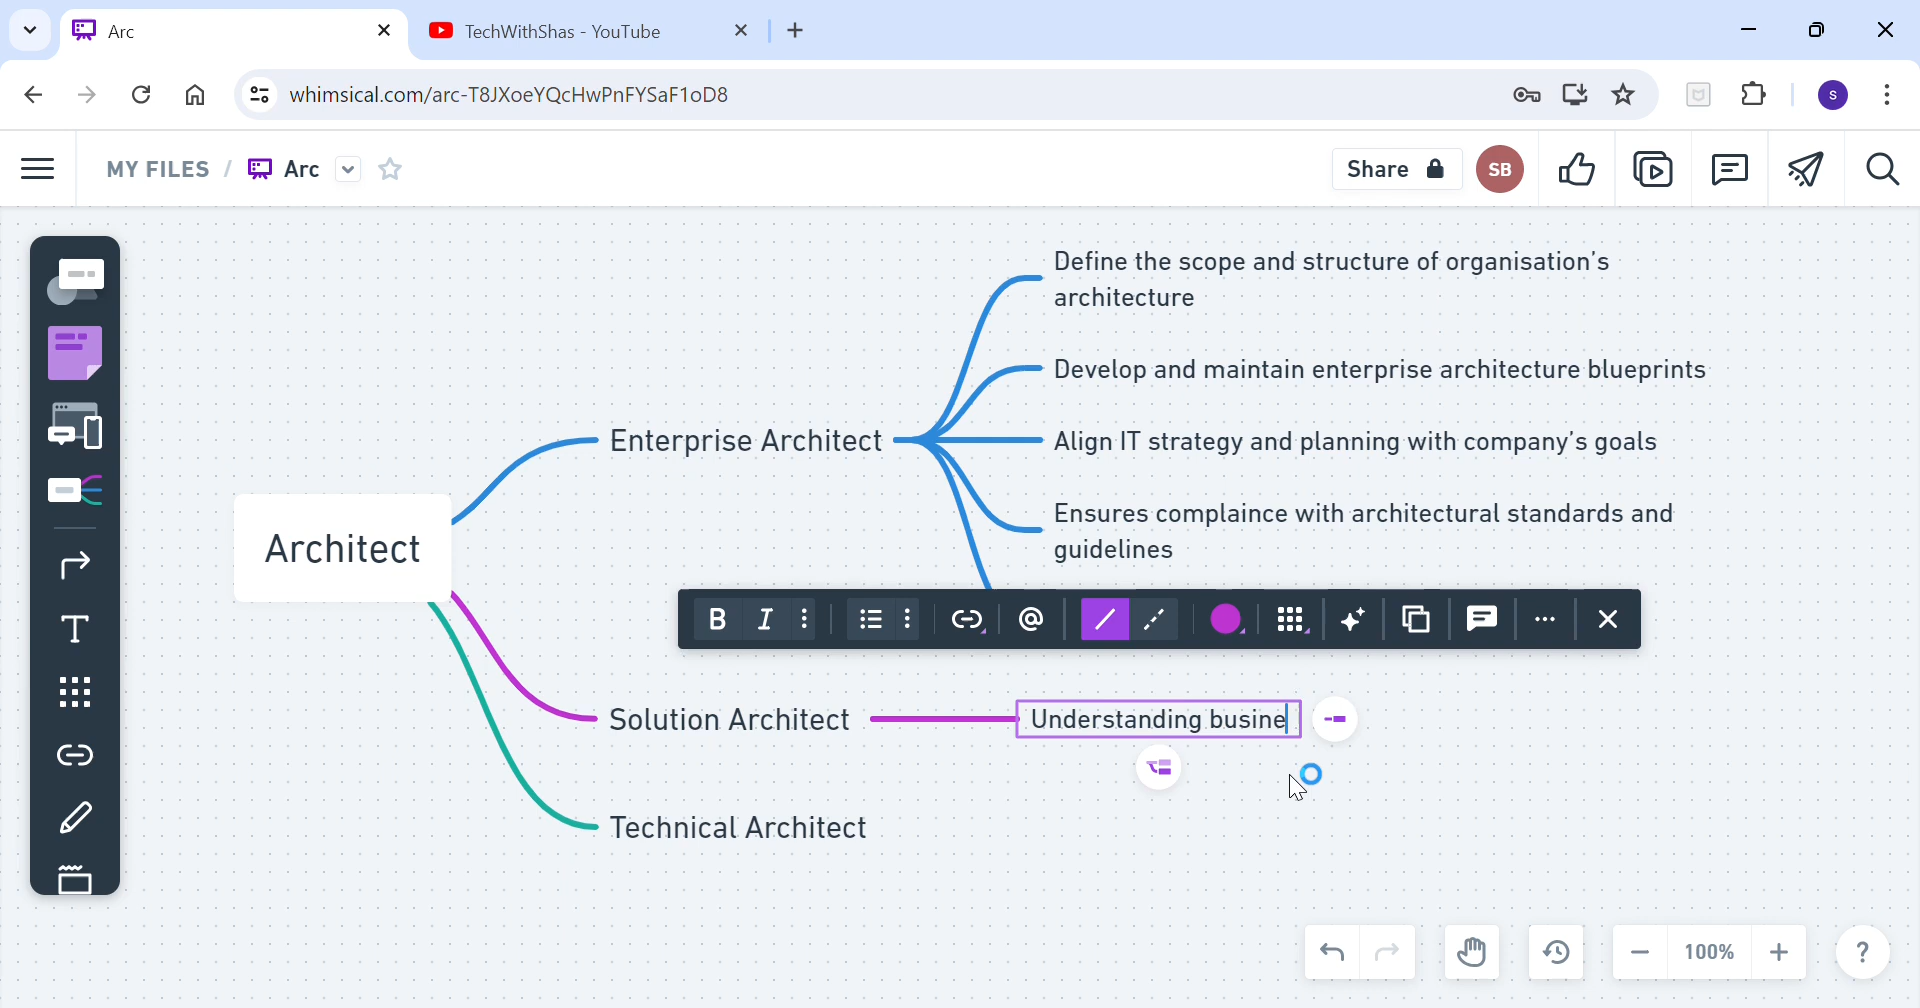 Arc
TechWithShas - YouTube
whimsical.com/arc-T8JXoeYQcHwPnFYSaF1oD8
S
MY FILES / Arc
Share
SB
Define the scope and structure of organisation's
architecture
Develop and maintain enterprise architecture blueprints
Enterprise Architect
Align IT strategy and planning with company's goals
Ensures complaince with architectural standards and
guidelines
Architect
B I
Solution Architect
Understanding busine
Technical Architect
100%
?